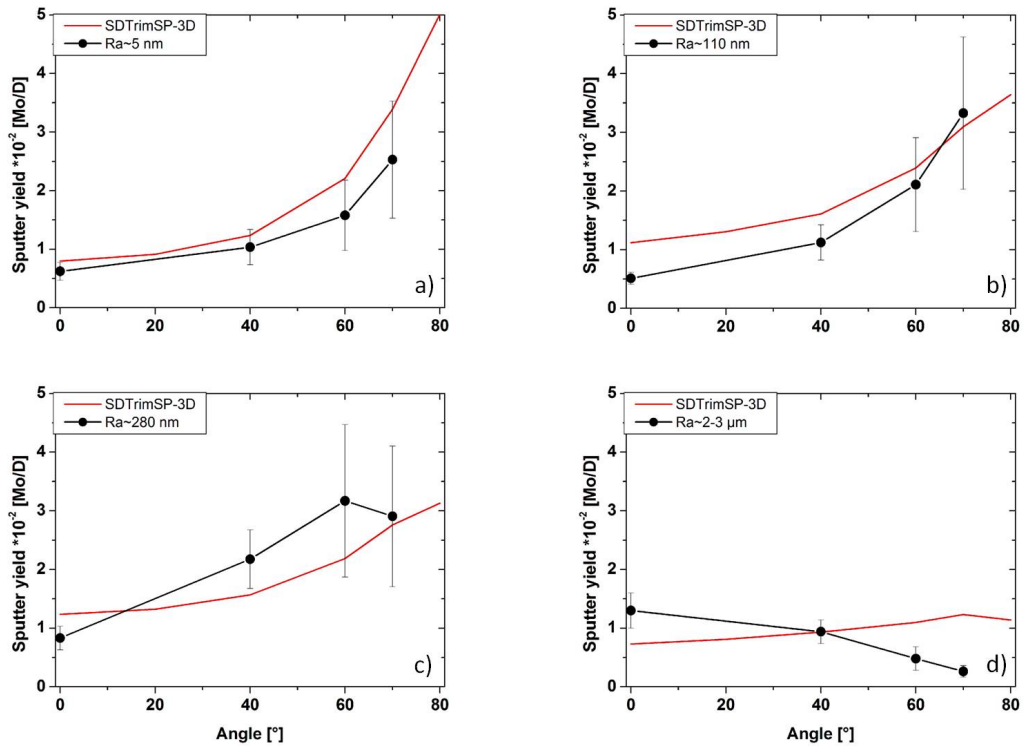 SDTrimSP-3D
Ra~5 nm
5
4
3
2
1
0
Sputter yield *10⁻² [Mo/D]
0 20 40 60 80
a)
SDTrimSP-3D
Ra~110 nm
5
4
3
2
1
0
Sputter yield *10⁻² [Mo/D]
0 20 40 60 80
b)
SDTrimSP-3D
Ra~280 nm
5
4
3
2
1
0
Sputter yield *10⁻² [Mo/D]
0 20 40 60 80
Angle [°]
c)
SDTrimSP-3D
Ra~2-3 µm
5
4
3
2
1
0
Sputter yield *10⁻² [Mo/D]
0 20 40 60 80
Angle [°]
d)